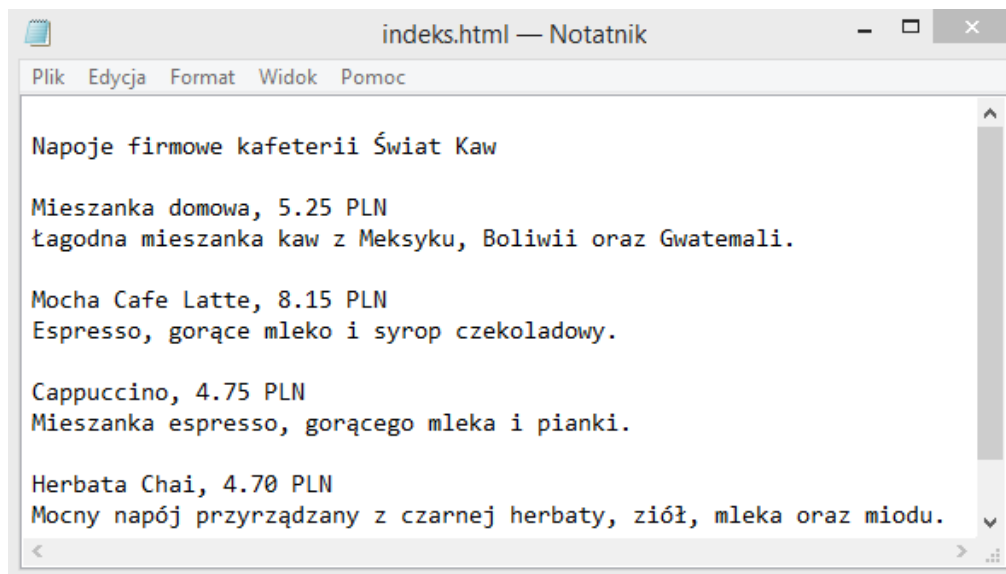 indeks.html — Notatnik
Plik Edycja Format Widok Pomoc
Napoje firmowe kafeterii Świat Kaw
Mieszanka domowa, 5.25 PLN
Łagodna mieszanka kaw z Meksyku, Boliwii oraz Gwatemali.
Mocha Cafe Latte, 8.15 PLN
Espresso, gorące mleko i syrop czekoladowy.
Cappuccino, 4.75 PLN
Mieszanka espresso, gorącego mleka i pianki.
Herbata Chai, 4.70 PLN
Mocny napój przyrządzany z czarnej herbaty, ziół, mleka oraz miodu.